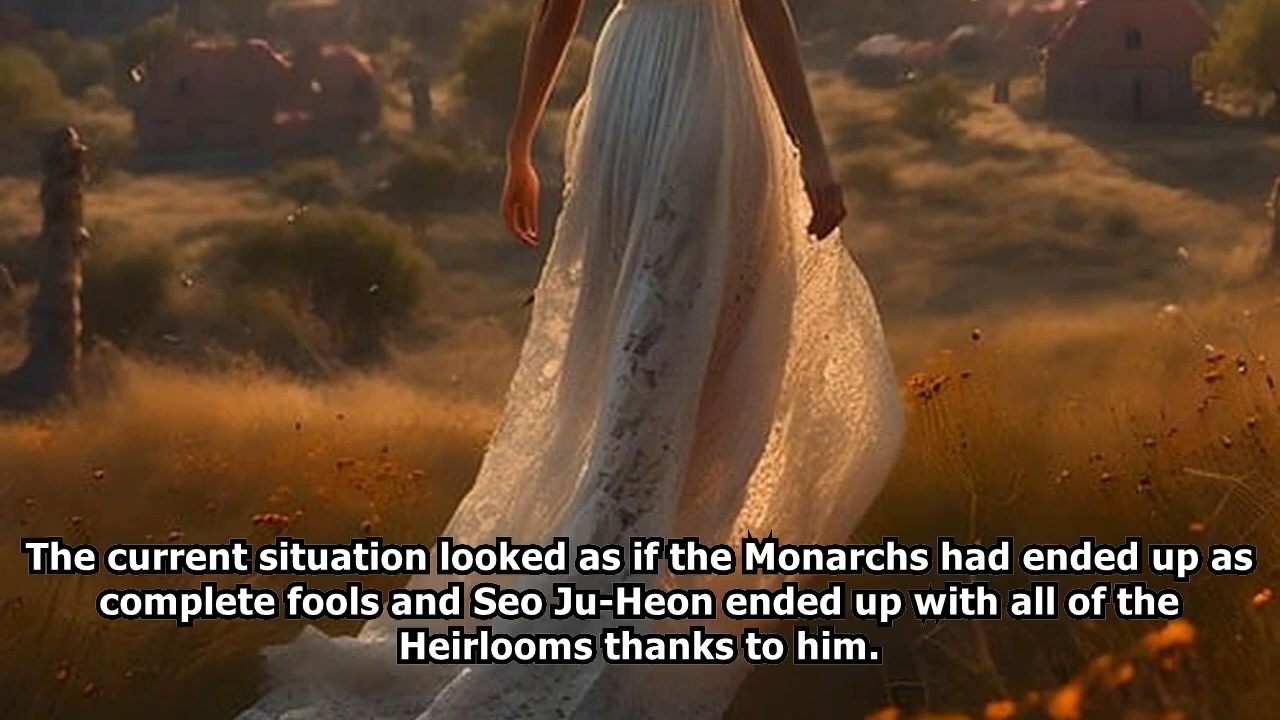 The current situation looked as if the Monarchs had ended up as
complete fools and Seo Ju-Heon ended up with all of the
Heirlooms thanks to him.